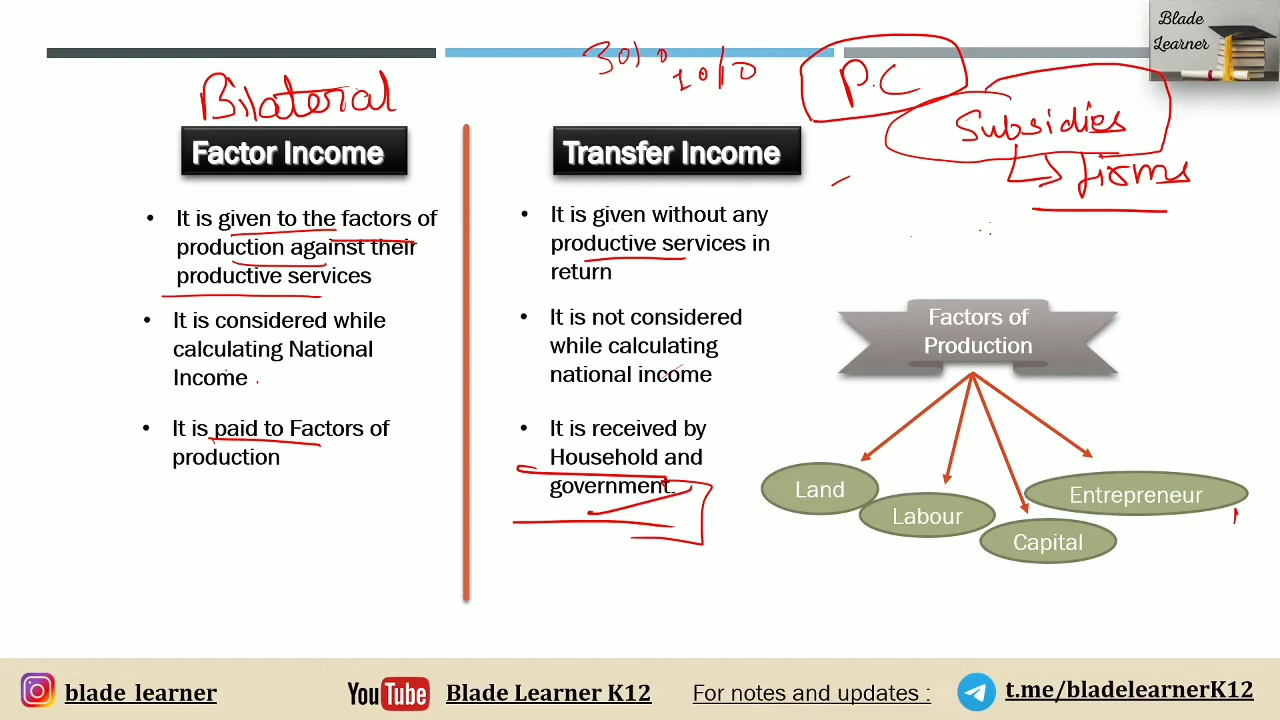 Blade
Learner
30% 10%
P.C
Bilateral
Subsidies
firms
Factor Income
Transfer Income
• It is given to the factors of
production against their
productive services
• It is considered while
calculating National
Income
• It is paid to Factors of
production
• It is given without any
productive services in
return
• It is not considered
while calculating
national income
• It is received by
Household and
government.
Factors of
Production
Land
Labour
Capital
Entrepreneur
blade_learner
YouTube
Blade Learner K12
For notes and updates :
t.me/bladelearnerK12